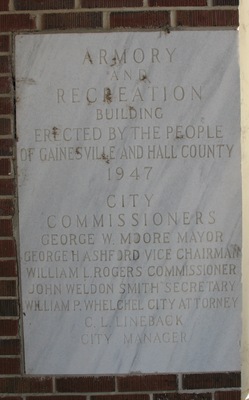 ARMORY
AND
RECREATION
BUILDING
ERECTED BY THE PEOPLE
OF GAINESVILLE AND HALL COUNTY
1947
CITY
COMMISSIONERS
GEORGE W. MOORE MAYOR
GEORGE H. ASHFORD VICE CHAIRMAN
WILLIAM L. ROGERS COMMISSIONER
JOHN WELDON SMITH SECRETARY
WILLIAM P. WHELCHEL CITY ATTORNEY
C. L. LINEBACK
CITY MANAGER